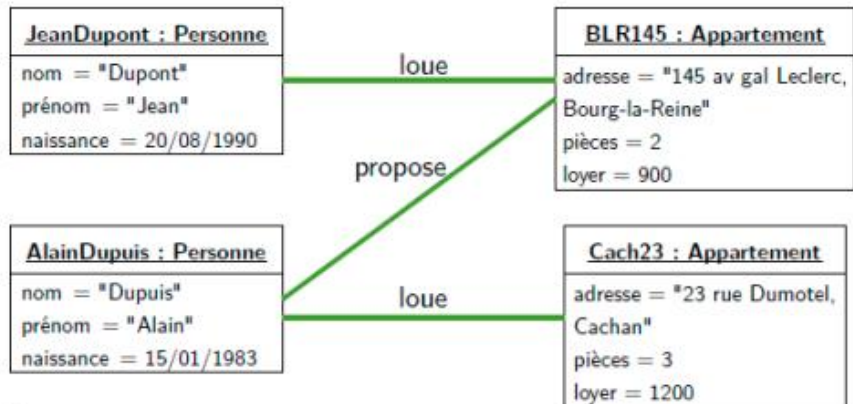 JeanDupont : Personne
nom = "Dupont"
prénom = "Jean"
naissance = 20/08/1990
loue
BLR145 : Appartement
adresse = "145 av gal Leclerc,
Bourg-la-Reine"
pièces = 2
loyer = 900
propose
AlainDupuis : Personne
nom = "Dupuis"
prénom = "Alain"
naissance = 15/01/1983
loue
Cach23 : Appartement
adresse = "23 rue Dumotel,
Cachan"
pièces = 3
loyer = 1200